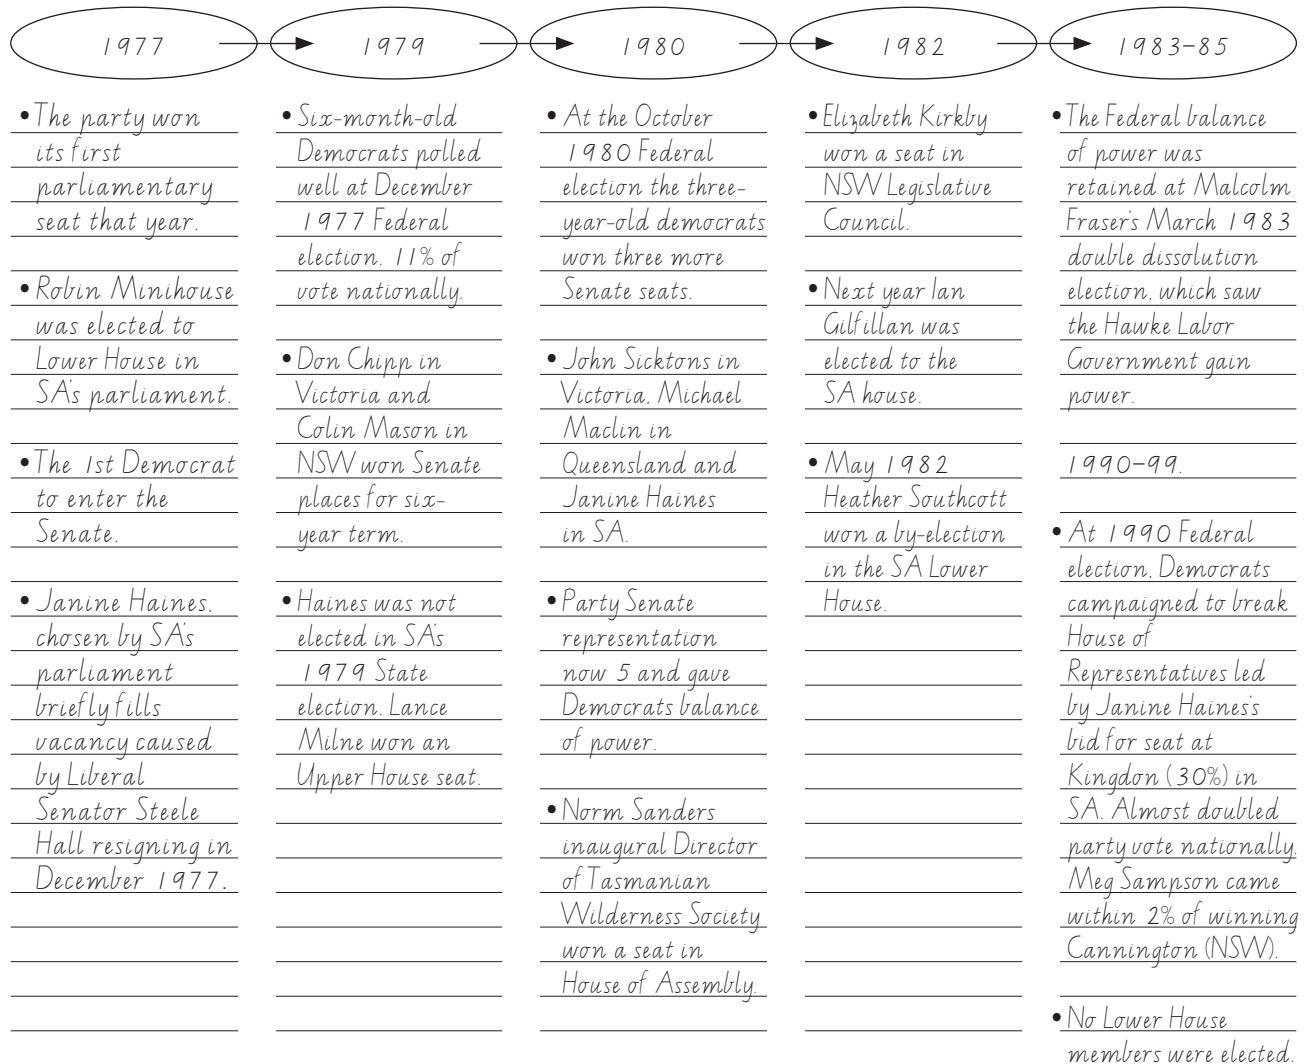 1977
1979
1980
1982
1983–85
• The party won
its first
parliamentary
seat that year.
• Robin Minihouse
was elected to
Lower House in
SA's parliament.
• The 1st Democrat
to enter the
Senate.
• Janine Haines,
chosen by SA's
parliament
briefly fills
vacancy caused
by Liberal
Senator Steele
Hall resigning in
December 1977.
• Six-month-old
Democrats polled
well at December
1977 Federal
election. 11% of
vote nationally.
• Don Chipp in
Victoria and
Colin Mason in
NSW won Senate
places for six-
year term.
• Haines was not
elected in SA's
1979 State
election. Lance
Milne won an
Upper House seat.
• At the October
1980 Federal
election the three-
year-old democrats
won three more
Senate seats.
• John Sicktons in
Victoria, Michael
Maclin in
Queensland and
Janine Haines
in SA.
• Party Senate
representation
now 5 and gave
Democrats balance
of power.
• Norm Sanders
inaugural Director
of Tasmanian
Wilderness Society
won a seat in
House of Assembly.
• Elizabeth Kirkby
won a seat in
NSW Legislative
Council.
• Next year Ian
Gilfillan was
elected to the
SA house.
• May 1982
Heather Southcott
won a by-election
in the SA Lower
House.
• The Federal balance
of power was
retained at Malcolm
Fraser's March 1983
double dissolution
election, which saw
the Hawke Labor
Government gain
power.
1990–99.
• At 1990 Federal
election, Democrats
campaigned to break
House of
Representatives led
by Janine Haines's
bid for seat at
Kingdon (30%) in
SA. Almost doubled
party vote nationally.
Meg Sampson came
within 2% of winning
Cannington (NSW).
• No Lower House
members were elected.